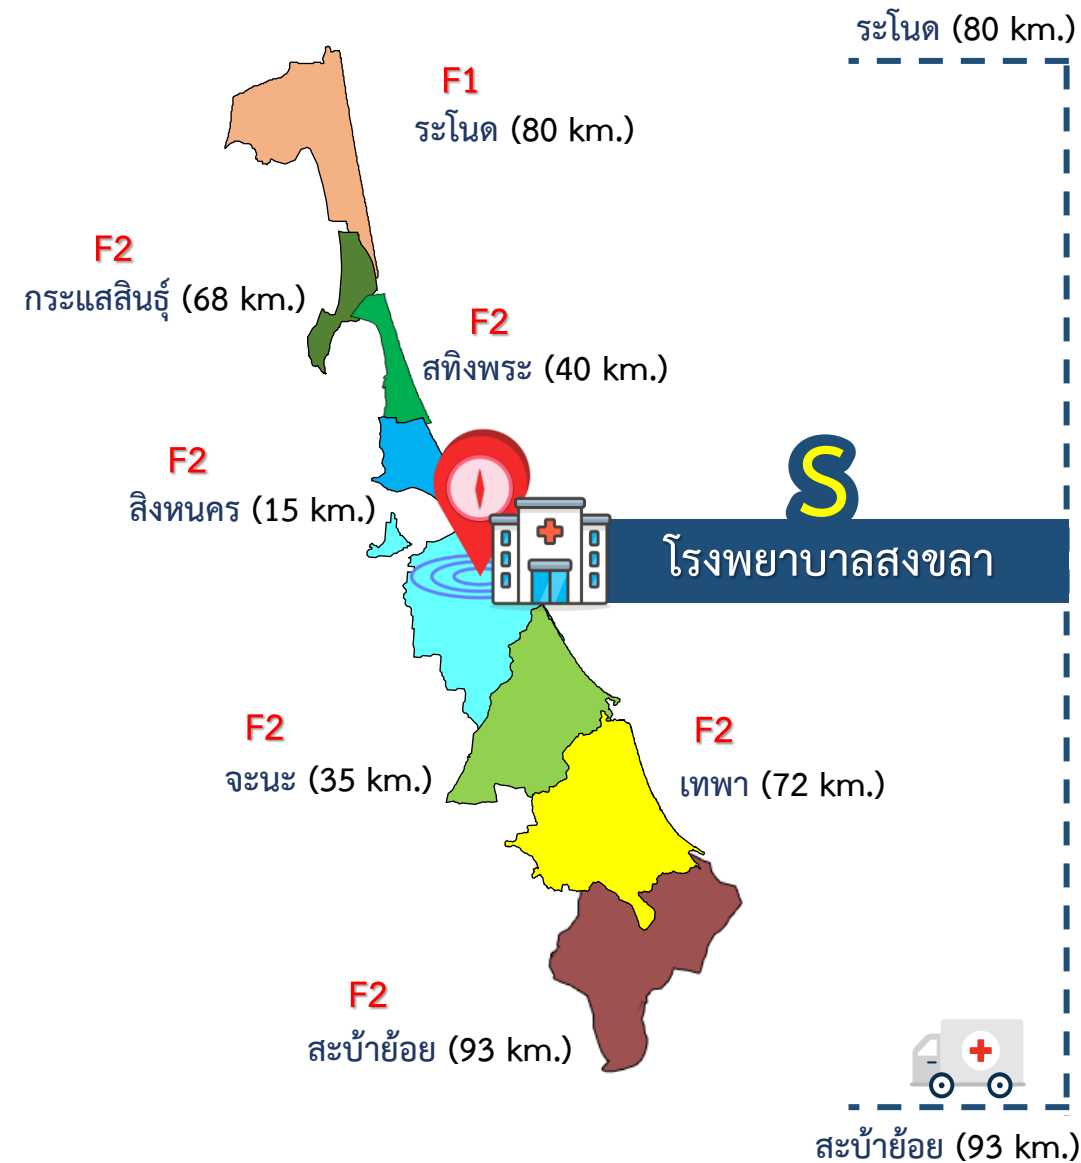 ระโนด (80 km.)
F1
ระโนด (80 km.)
F2
กระแสสินธุ์ (68 km.)
F2
สทิงพระ (40 km.)
F2
สิงหนคร (15 km.)
S
โรงพยาบาลสงขลา
F2
จะนะ (35 km.)
F2
เทพา (72 km.)
F2
สะบ้าย้อย (93 km.)
สะบ้าย้อย (93 km.)